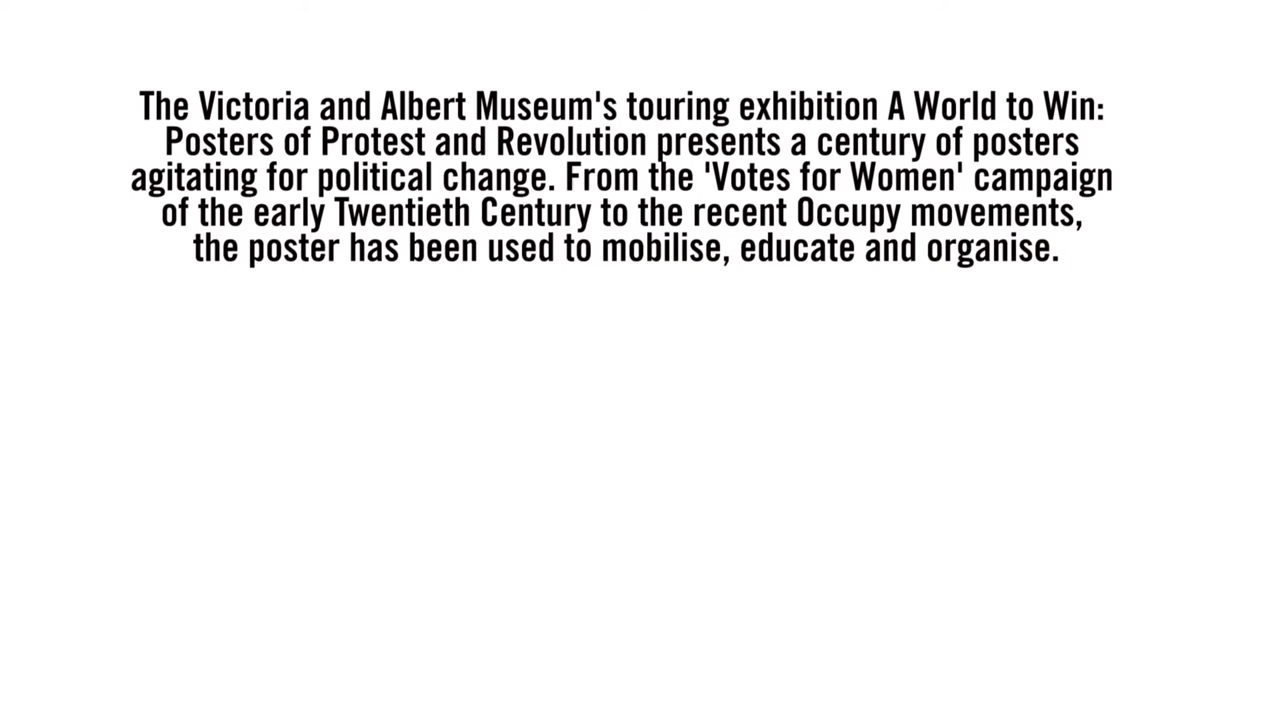 The Victoria and Albert Museum's touring exhibition A World to Win:
Posters of Protest and Revolution presents a century of posters
agitating for political change. From the 'Votes for Women' campaign
of the early Twentieth Century to the recent Occupy movements,
the poster has been used to mobilise, educate and organise.